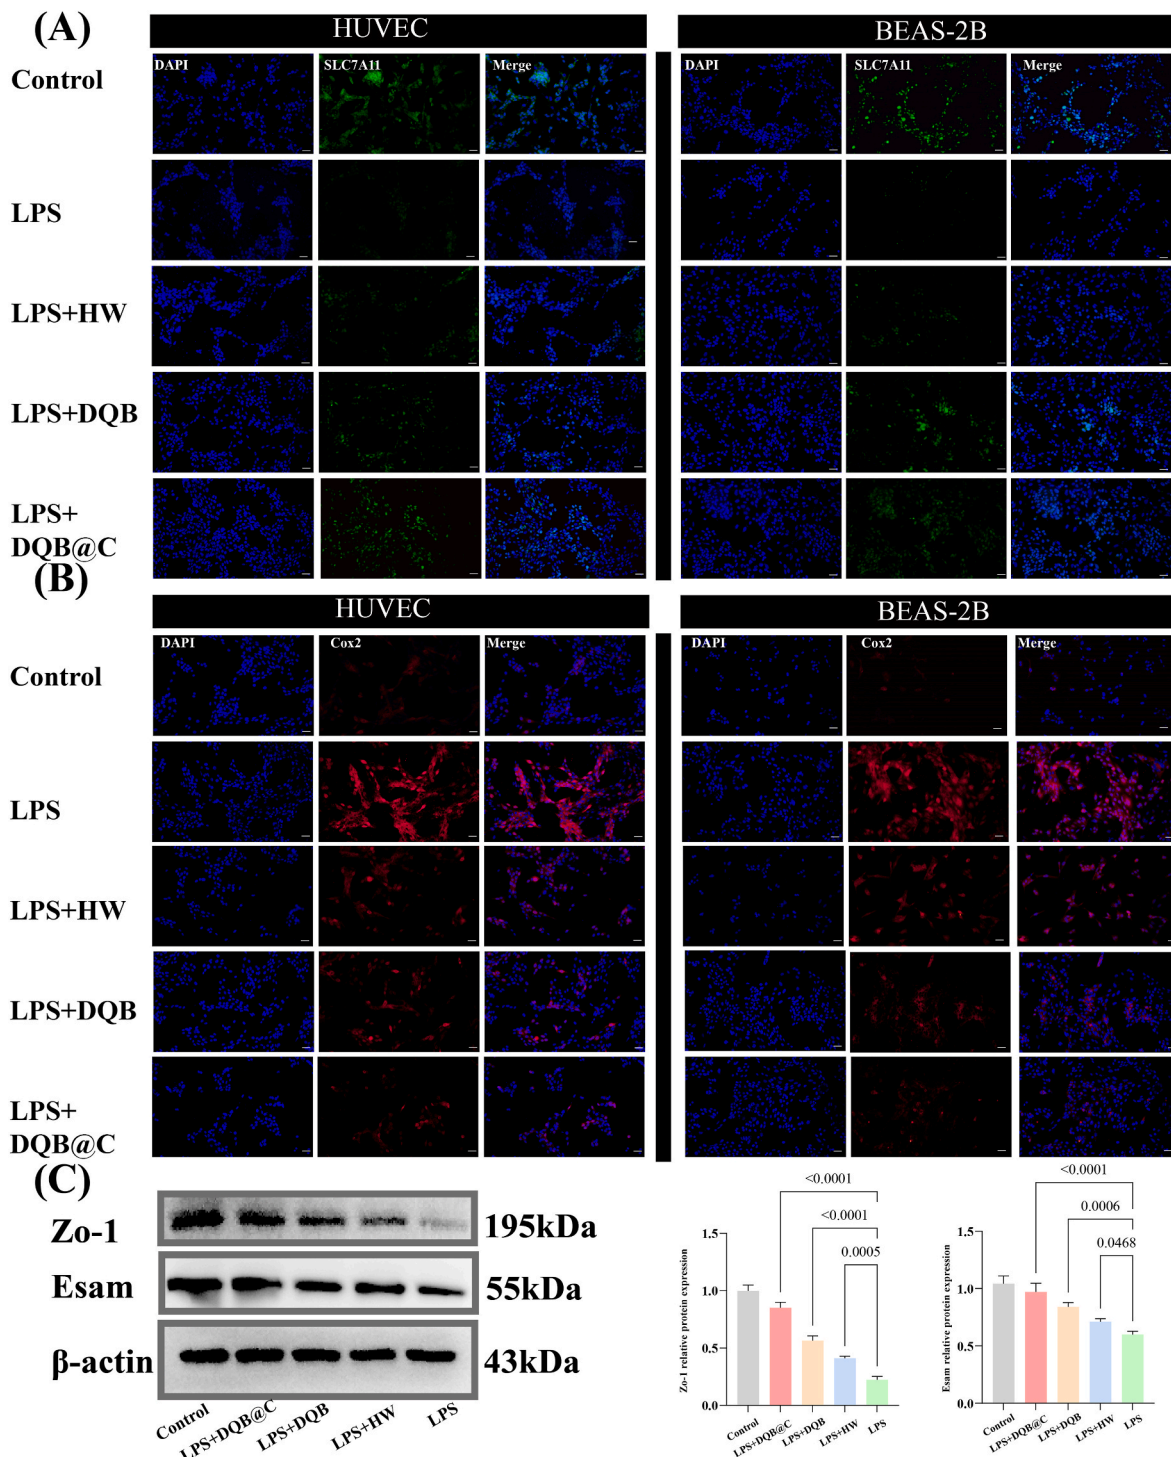 (A)
HUVEC
BEAS-2B
Control
DAPI
SLC7A11
Merge
DAPI
SLC7A11
Merge
LPS
LPS+HW
LPS+DQB
LPS+
DQB@C
(B)
HUVEC
BEAS-2B
Control
DAPI
Cox2
Merge
DAPI
Cox2
Merge
LPS
LPS+HW
LPS+DQB
LPS+
DQB@C
(C)
Zo-1
195kDa
Esam
55kDa
β-actin
43kDa
Control
LPS+DQB@C
LPS+DQB
LPS+HW
LPS
<0.0001
<0.0001
0.0005
1.5
1.0
0.5
0.0
Zo-1 relative protein expression
Control
LPS+DQB@C
LPS+DQB
LPS+HW
LPS
<0.0001
0.0006
0.0468
1.5
1.0
0.5
0.0
Esam relative protein expression
Control
LPS+DQB@C
LPS+DQB
LPS+HW
LPS